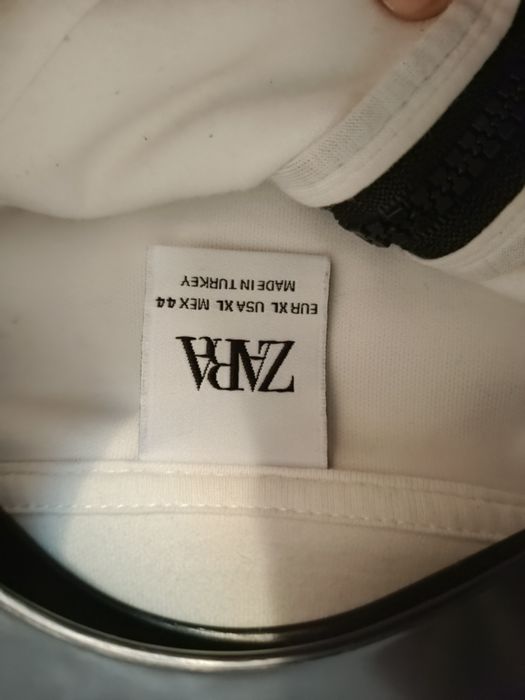 ZARA
EUR XL USA XL MEX 44
MADE IN TURKEY